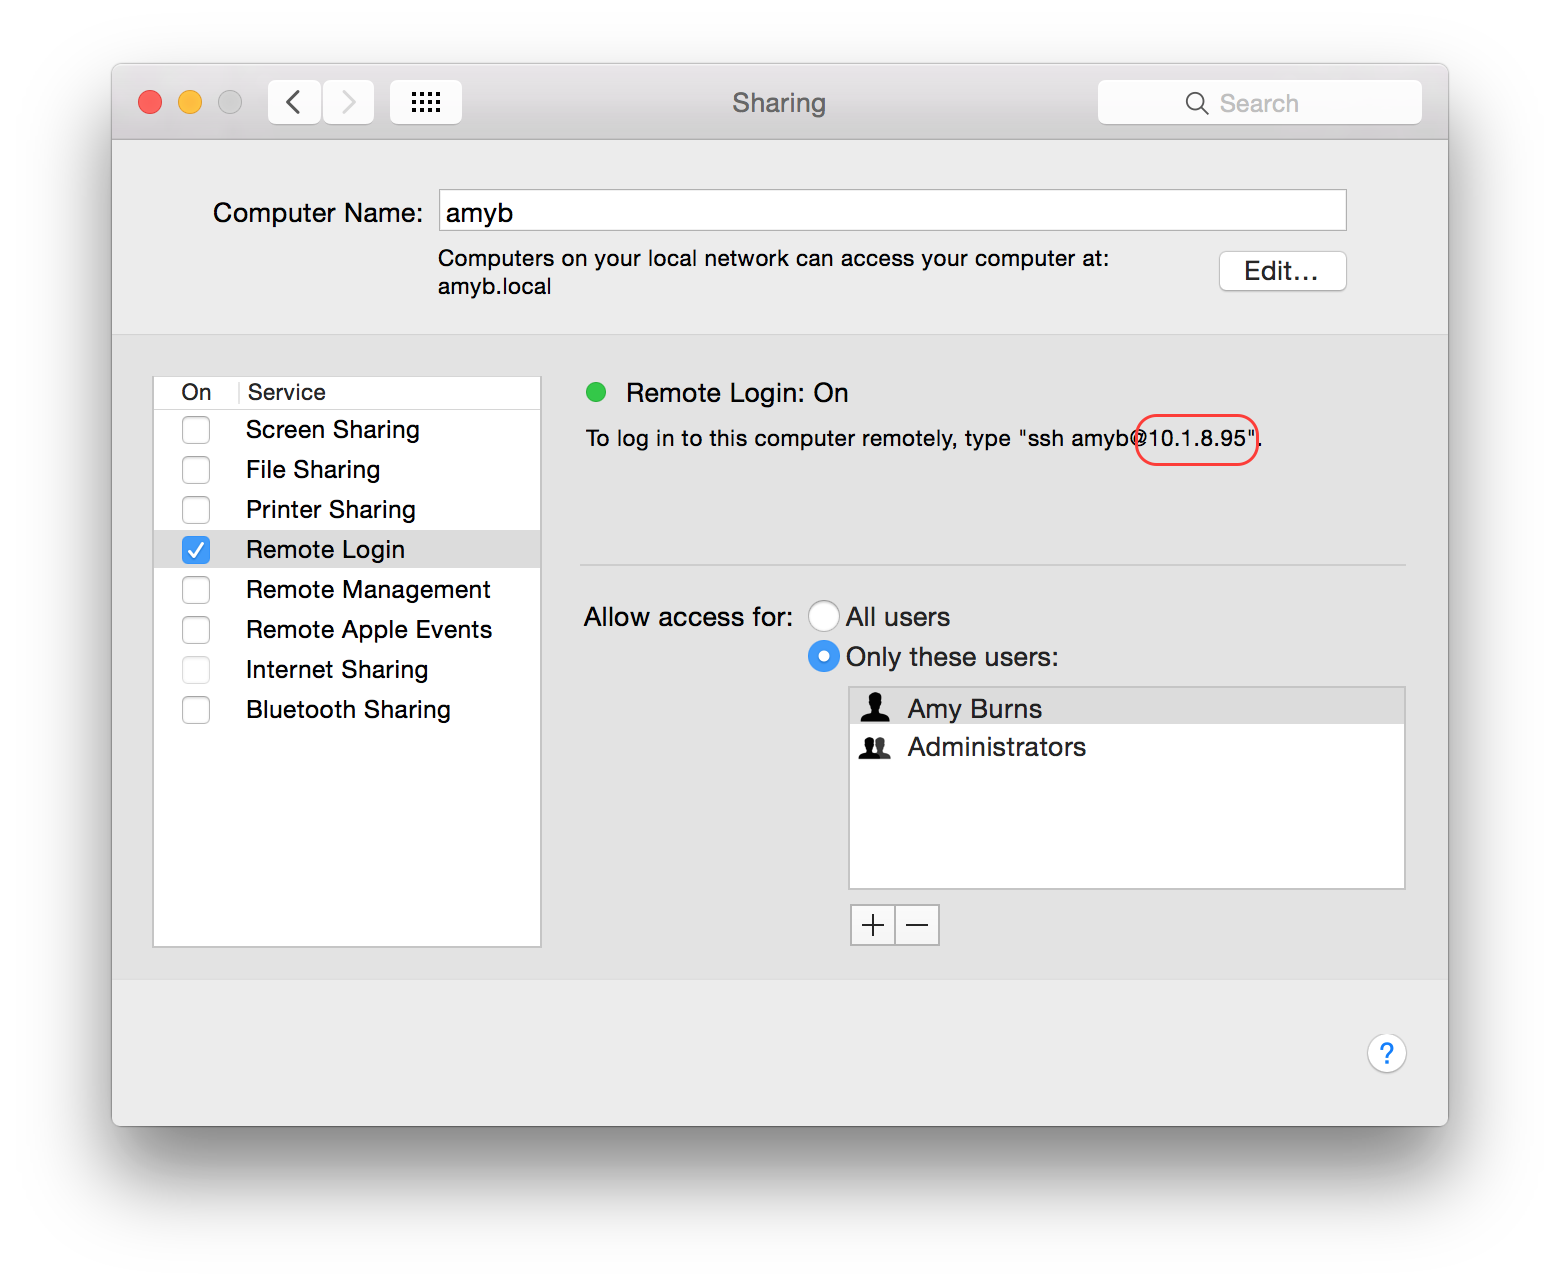 Sharing
Search
Computer Name: amyb
Computers on your local network can access your computer at:
amyb.local
Edit...
On Service
Screen Sharing
File Sharing
Printer Sharing
Remote Login
Remote Management
Remote Apple Events
Internet Sharing
Bluetooth Sharing
Remote Login: On
To log in to this computer remotely, type "ssh amyb@10.1.8.95".
Allow access for: All users
Only these users:
Amy Burns
Administrators
?